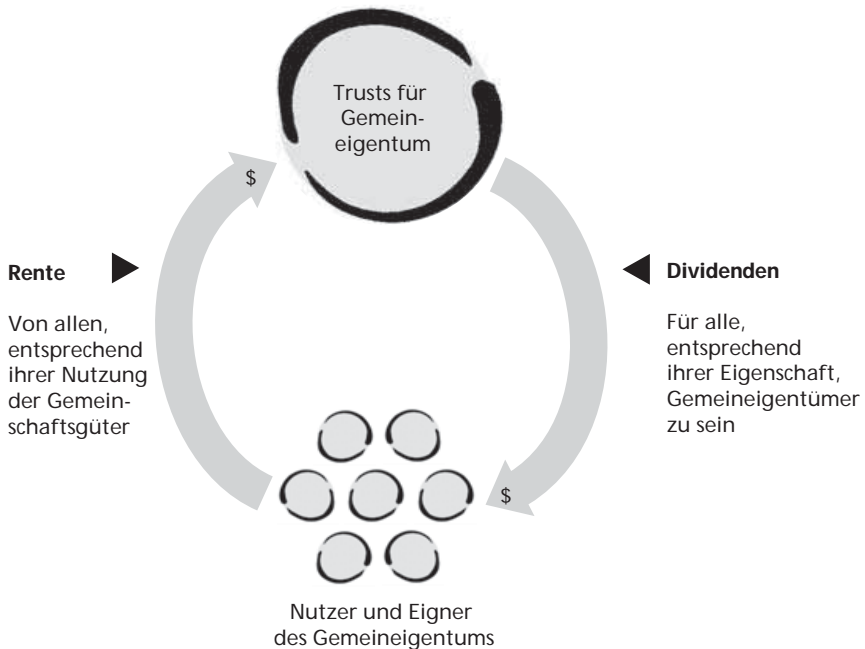 Trusts für
Gemein-
eigentum
$
Rente
Von allen,
entsprechend
ihrer Nutzung
der Gemein-
schaftsgüter
Dividenden
Für alle,
entsprechend
ihrer Eigenschaft,
Gemeineigentümer
zu sein
$
Nutzer und Eigner
des Gemeineigentums